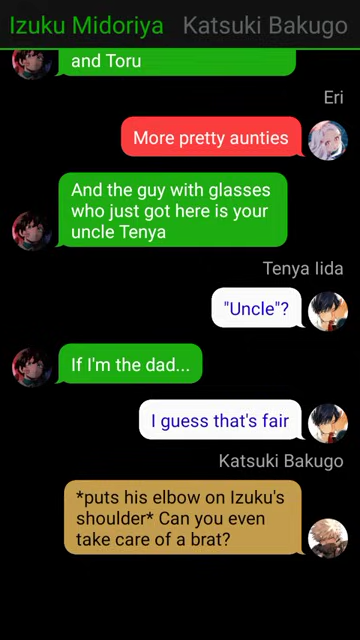 Izuku Midoriya Katsuki Bakugo
and Toru
Eri
More pretty aunties
And the guy with glasses
who just got here is your
uncle Tenya
Tenya Iida
"Uncle"?
If I'm the dad...
I guess that's fair
Katsuki Bakugo
*puts his elbow on Izuku's
shoulder* Can you even
take care of a brat?